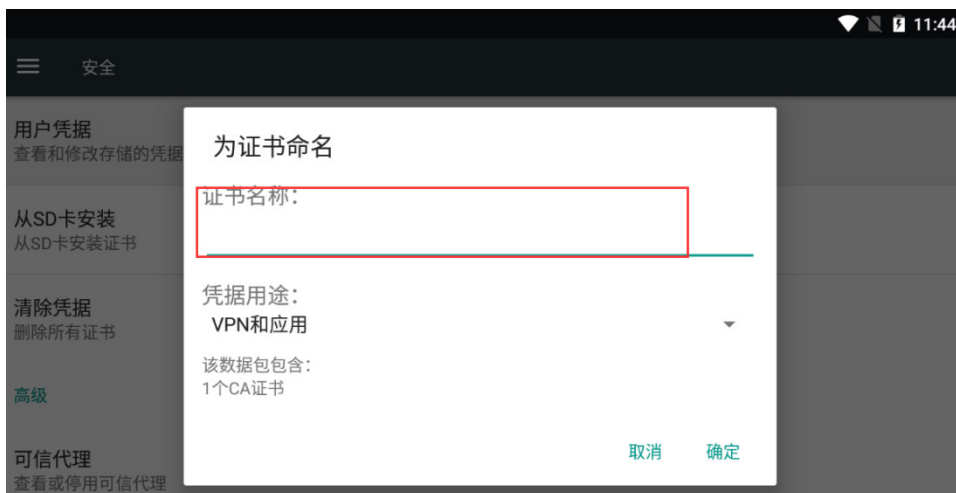 11:44
安全
用户凭据
查看和修改存储的凭据
从SD卡安装
从SD卡安装证书
清除凭据
删除所有证书
高级
可信代理
查看或停用可信代理
为证书命名
证书名称：
凭据用途：
VPN和应用
该数据包包含：
1个CA证书
取消 确定